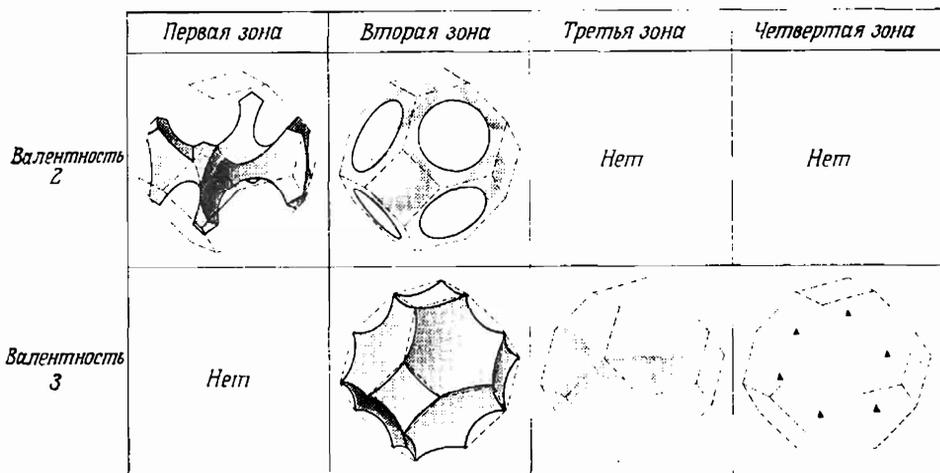 Первая зона
Вторая зона
Третья зона
Четвертая зона
Валентность
2
Нет
Нет
Валентность
3
Нет